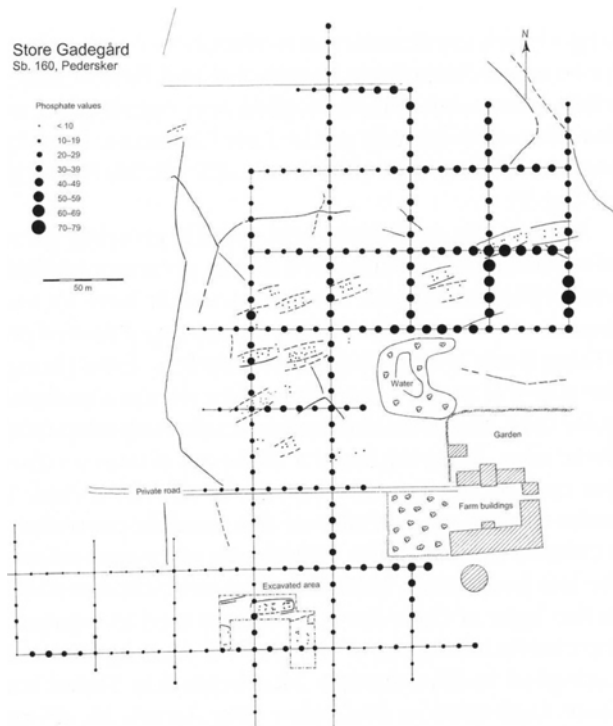 Store Gadegård
Sb. 160, Pedersker
N
Phosphate values
< 10
10–19
20–29
30–39
40–49
50–59
60–69
70–79
50 m
Water
Garden
Private road
Farm buildings
Excavated area